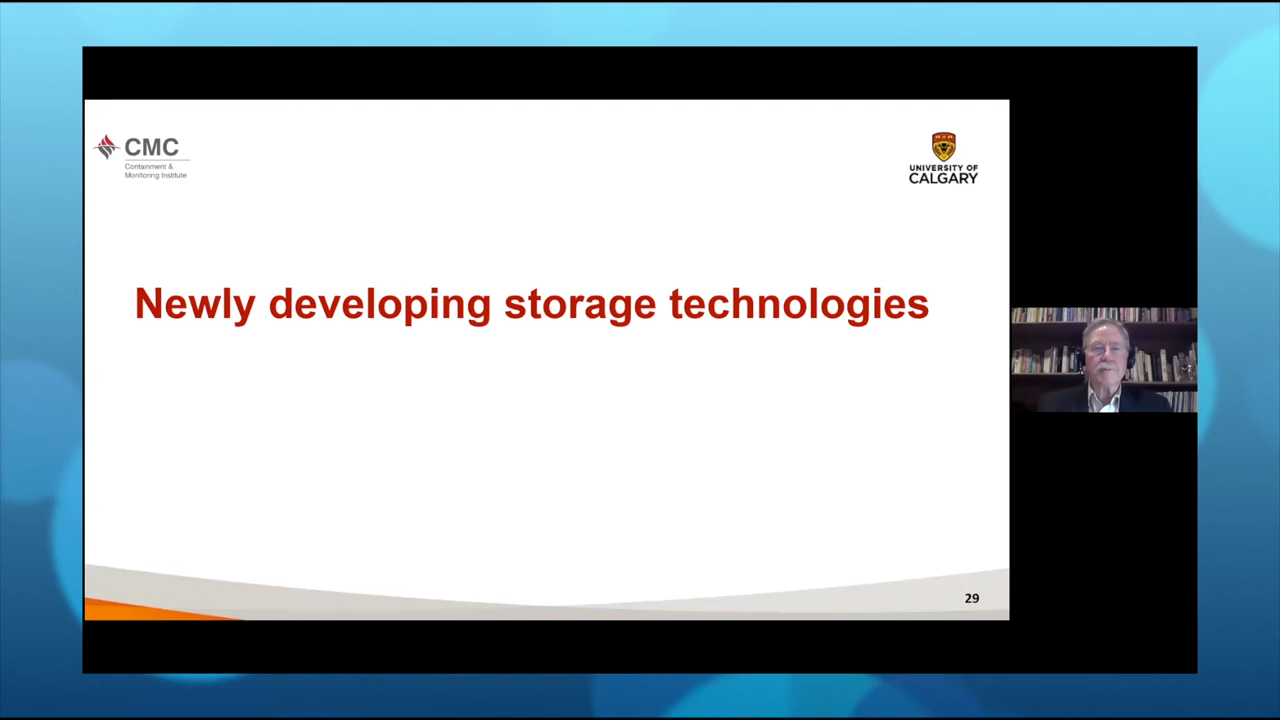 CMC
Containment &
Monitoring Institute
UNIVERSITY OF
CALGARY
Newly developing storage technologies
29